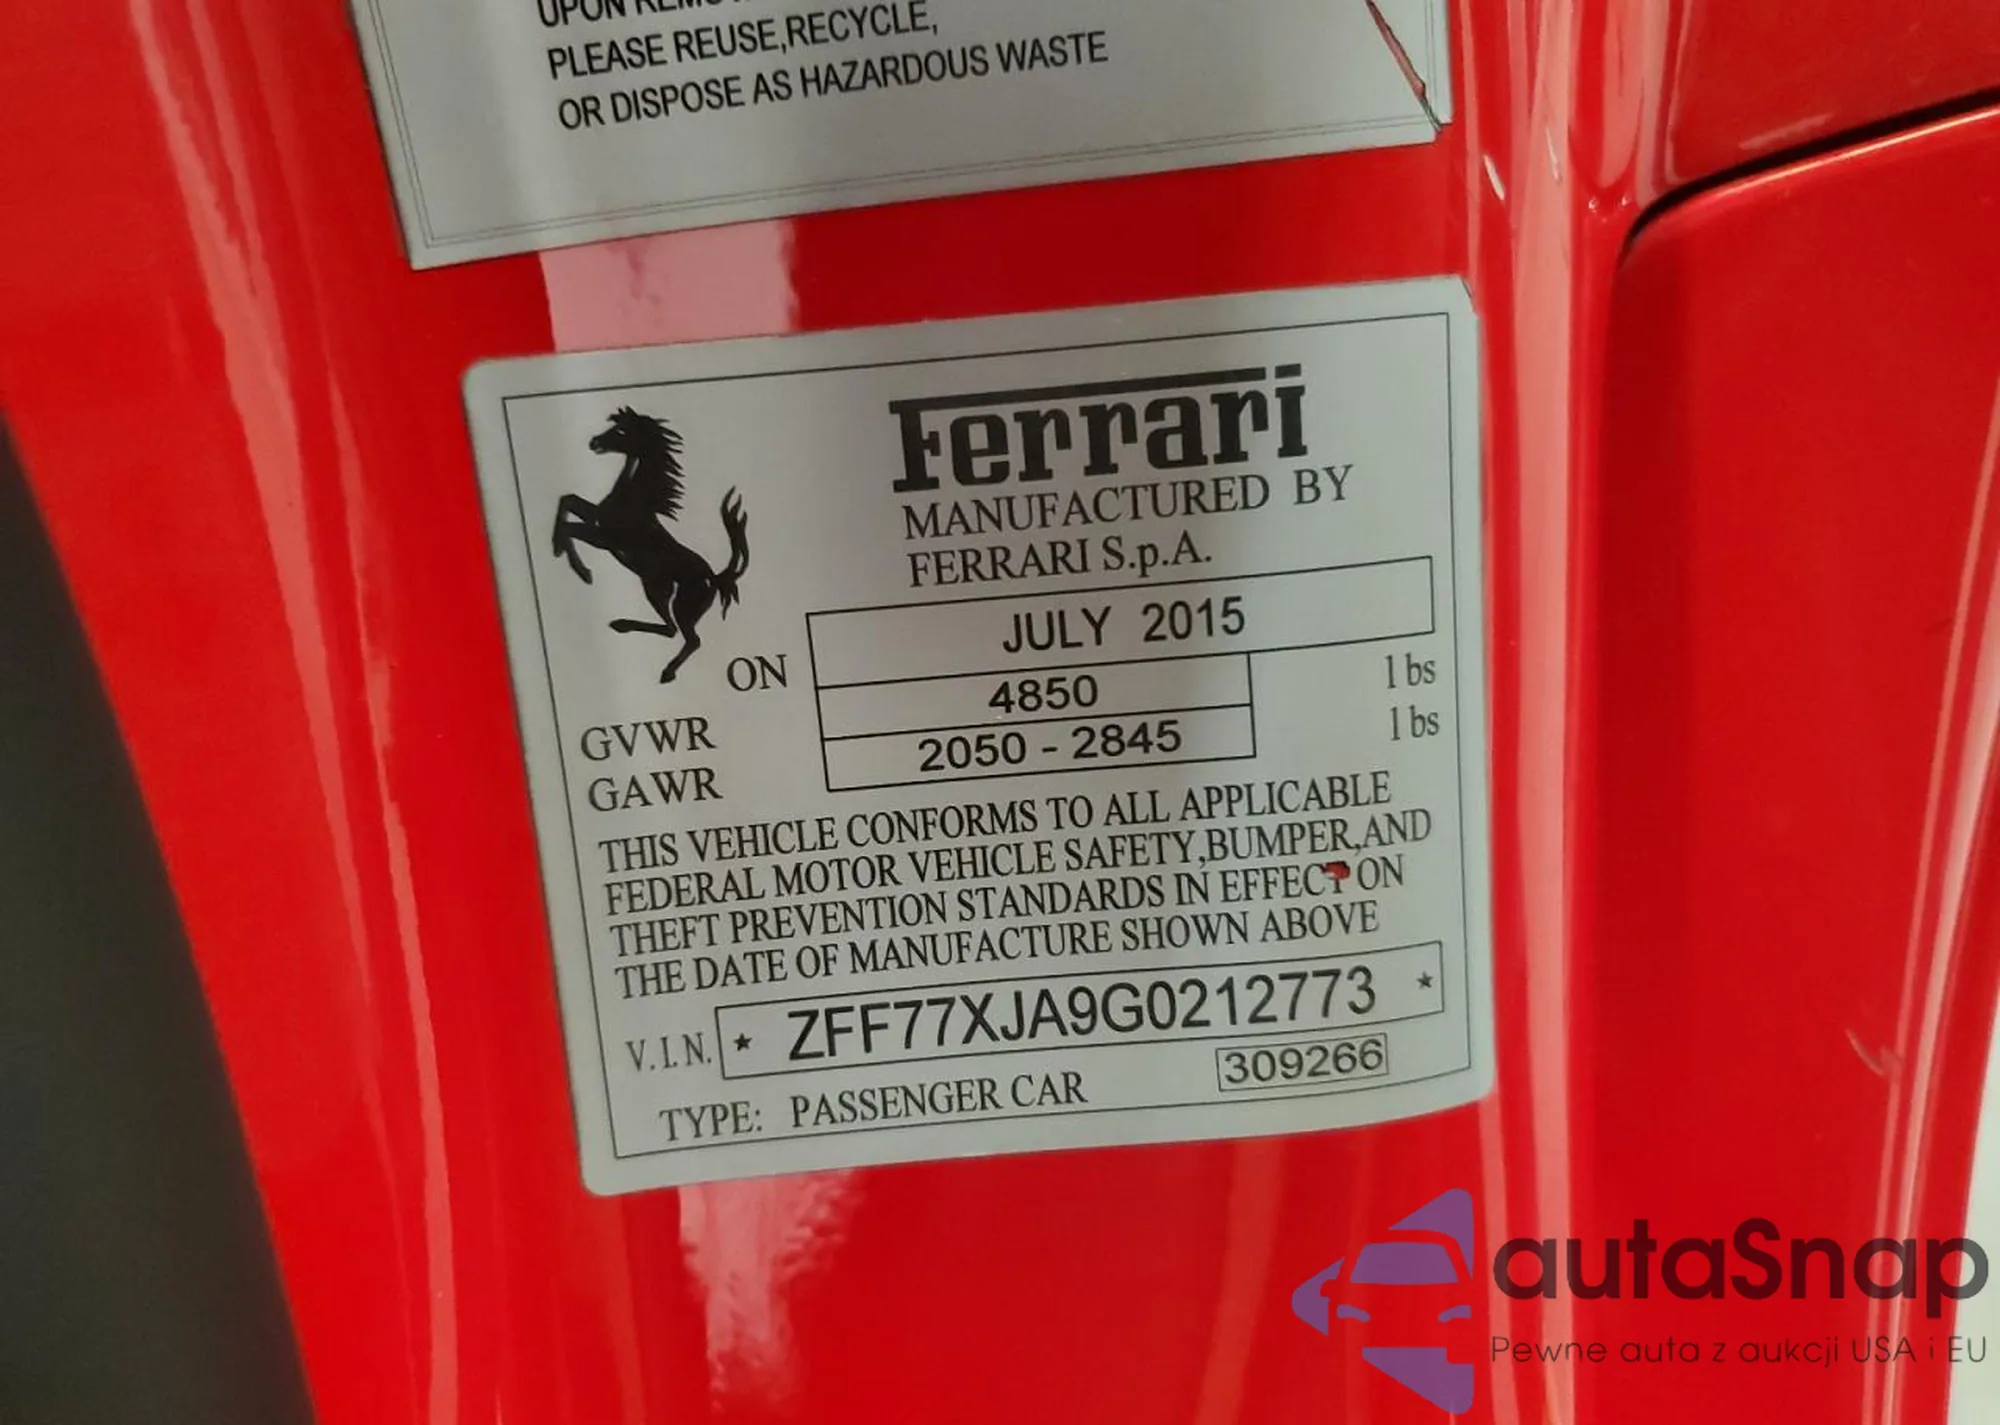 PLEASE REUSE,RECYCLE,
OR DISPOSE AS HAZARDOUS WASTE
Ferrari
MANUFACTURED BY
FERRARI S.p.A.
ON JULY 2015
GVWR 4850 lbs
GAWR 2050 - 2845 lbs
THIS VEHICLE CONFORMS TO ALL APPLICABLE
FEDERAL MOTOR VEHICLE SAFETY,BUMPER,AND
THEFT PREVENTION STANDARDS IN EFFECT ON
THE DATE OF MANUFACTURE SHOWN ABOVE
V.I.N. * ZFF77XJA9G0212773 *
309266
TYPE: PASSENGER CAR
autaSnap
Pewne auta z aukcji USA i EU